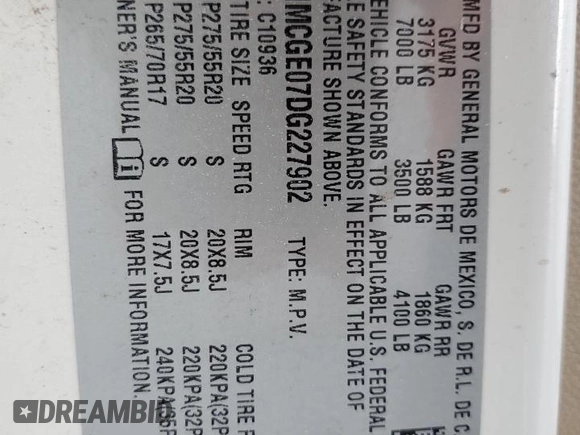 MFD BY GENERAL MOTORS DE MEXICO, S. DE R.L. DE C.
GVWR GAWR FRT GAWR RR
3175 KG 1588 KG 1860 KG
7000 LB 3500 LB 4100 LB
VEHICLE CONFORMS TO ALL APPLICABLE U.S. FEDERAL
SAFETY STANDARDS IN EFFECT ON THE DATE OF
FACTURE SHOWN ABOVE.
MCGE07DG227902 TYPE: M.P.V.
: C10936
TIRE SIZE SPEED RTG RIM COLD TIRE
P275/55R20 S 20X8.5J 220KPA(32P
P275/55R20 S 20X8.5J 220KPA(32P
P265/70R17 S 17X7.5J 240KPA(35P
NER'S MANUAL i FOR MORE INFORMATION.
DREAMBID